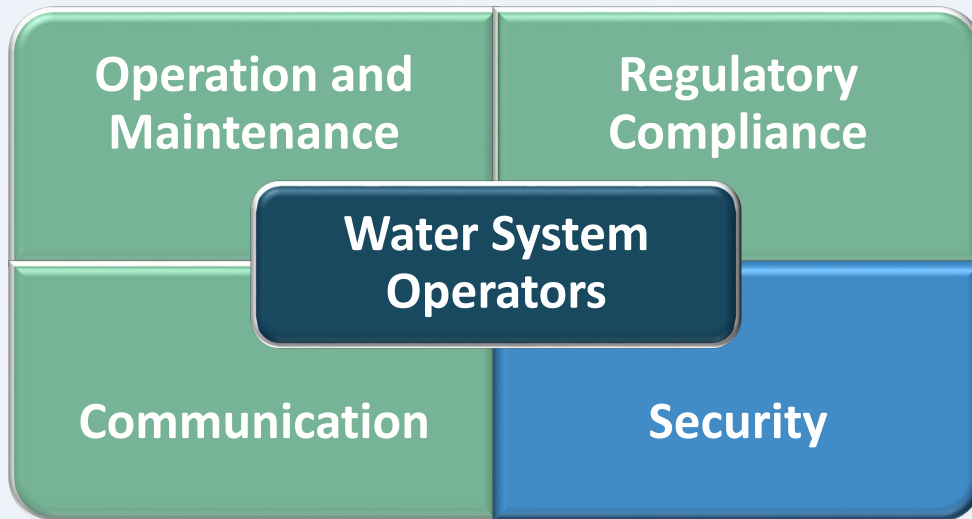 Operation and
Maintenance
Regulatory
Compliance
Water System
Operators
Communication
Security